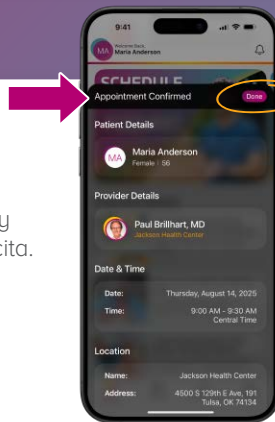 9:41
MA
Welcome Back,
Maria Anderson
SCHEDULE
Appointment Confirmed
Done
Patient Details
MA
Maria Anderson
Female | 56
Provider Details
Paul Brillhart, MD
Jackson Health Center
Date & Time
Date: Thursday, August 14, 2025
Time: 9:00 AM - 9:30 AM
Central Time
Location
Name: Jackson Health Center
Address: 4500 S 129th E Ave, 191
Tulsa, OK 74134
y
cita.